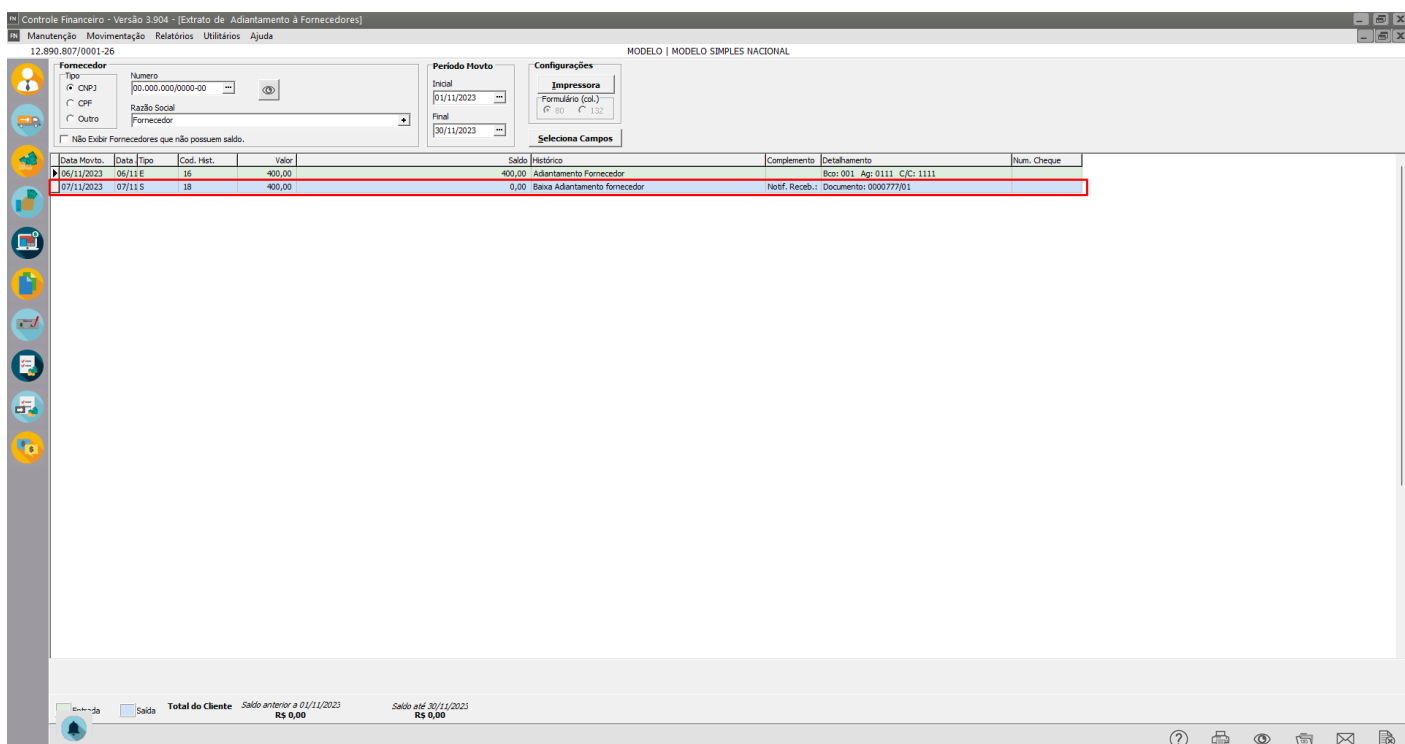 FN Controle Financeiro - Versão 3.904 - [Extrato de Adiantamento à Fornecedores]
FN Manutenção Movimentação Relatórios Utilitários Ajuda
12.890.807/0001-26 MODELO | MODELO SIMPLES NACIONAL
Fornecedor Período Movto Configurações
Tipo Numero Inicial Impressora
CNPJ 00.000.000/0000-00 ... 01/11/2023 ... Formulário (col.)
CPF Razão Social 80 132
Outro Fornecedor Final
Não Exibir Fornecedores que não possuem saldo. 30/11/2023 ... Seleciona Campos
Data Movto. Data Tipo Cod. Hist. Valor Saldo Histórico Complemento Detalhamento Num. Cheque
06/11/2023 06/11 E 16 400,00 400,00 Adiantamento Fornecedor Bco: 001 Ag: 0111 C/C: 1111
07/11/2023 07/11 S 18 400,00 0,00 Baixa Adiantamento fornecedor Notif. Receb.: Documento: 0000777/01
Saída Total do Cliente Saldo anterior a 01/11/2023 Saldo até 30/11/2023
R$ 0,00 R$ 0,00